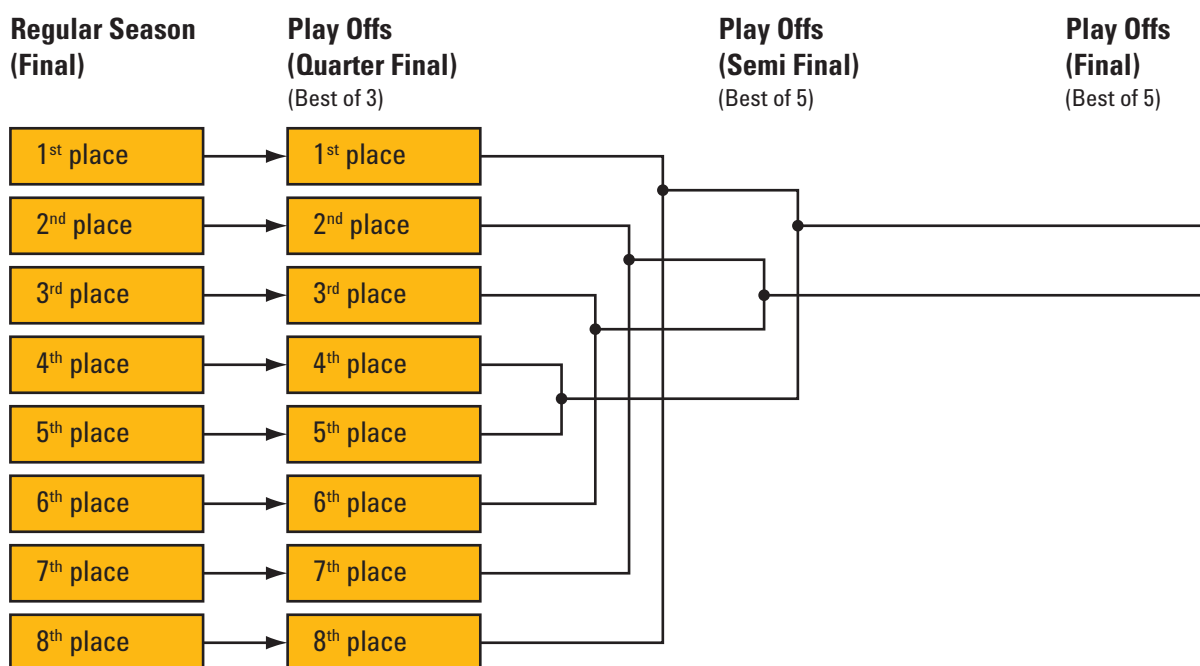 Regular Season
(Final)
Play Offs
(Quarter Final)
(Best of 3)
Play Offs
(Semi Final)
(Best of 5)
Play Offs
(Final)
(Best of 5)
1st place
1st place
2nd place
2nd place
3rd place
3rd place
4th place
4th place
5th place
5th place
6th place
6th place
7th place
7th place
8th place
8th place